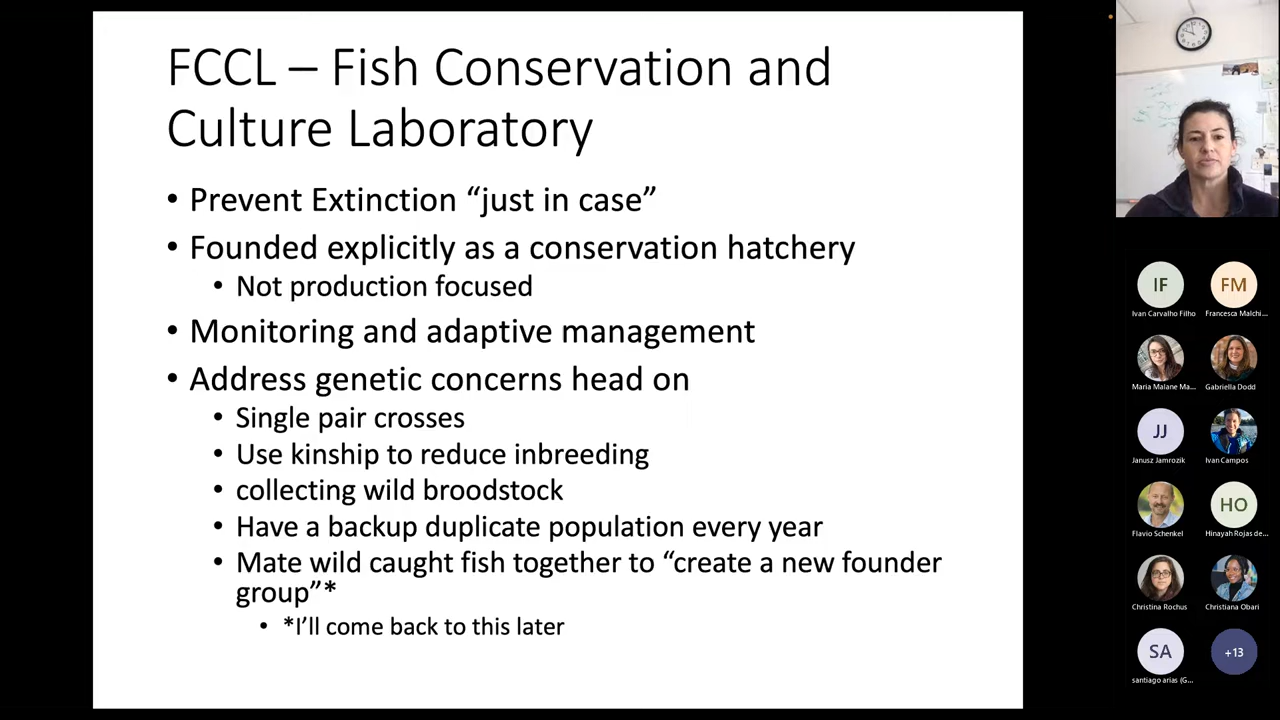 FCCL – Fish Conservation and
Culture Laboratory
• Prevent Extinction “just in case”
• Founded explicitly as a conservation hatchery
• Not production focused
• Monitoring and adaptive management
• Address genetic concerns head on
• Single pair crosses
• Use kinship to reduce inbreeding
• collecting wild broodstock
• Have a backup duplicate population every year
• Mate wild caught fish together to “create a new founder
group”*
• *I’ll come back to this later
IF
FM
Ivan Carvalho Filho
Francesca Malchi...
Maria Malane Ma...
Gabriella Dodd
JJ
Janusz Jamrozik
Ivan Campos
HO
Flavio Schenkel
Hinayah Rojas de...
Christina Rochus
Christiana Obari
SA
+13
santiago arias (G...